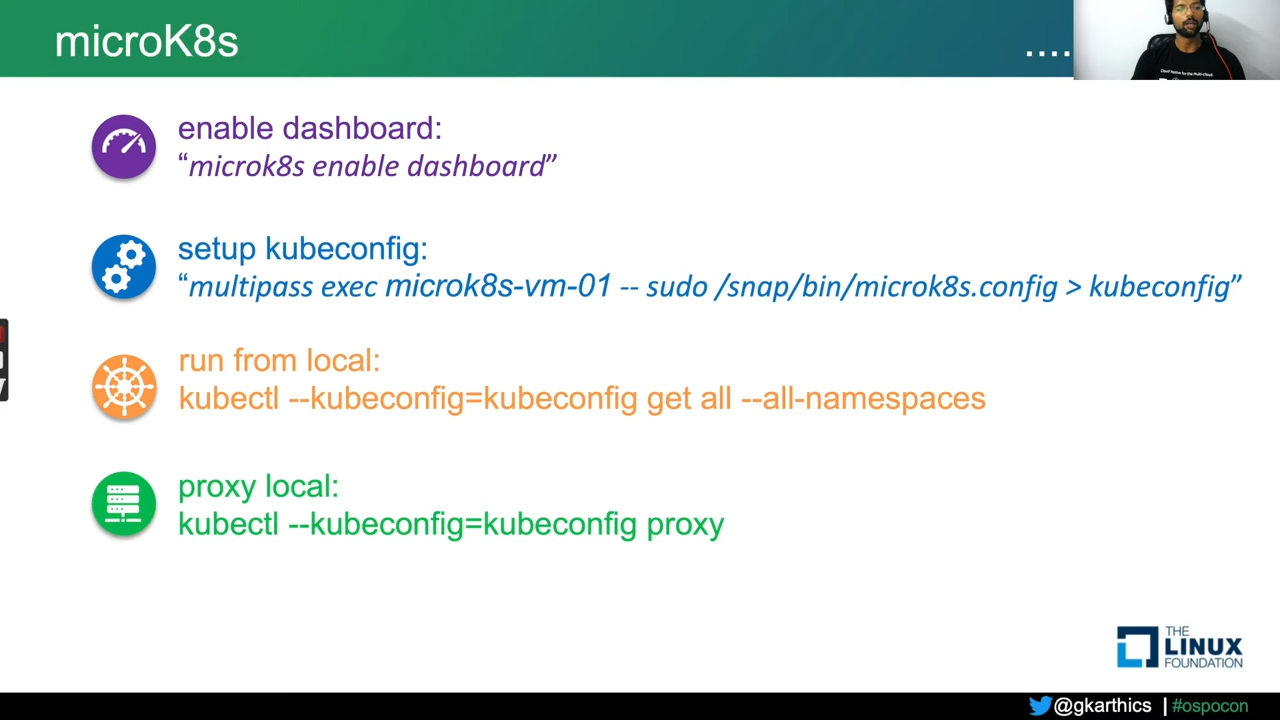 microK8s
....
enable dashboard:
“microk8s enable dashboard”
setup kubeconfig:
“multipass exec microk8s-vm-01 -- sudo /snap/bin/microk8s.config > kubeconfig”
run from local:
kubectl --kubeconfig=kubeconfig get all --all-namespaces
proxy local:
kubectl --kubeconfig=kubeconfig proxy
THE
LINUX
FOUNDATION
@gkarthics | #ospocon